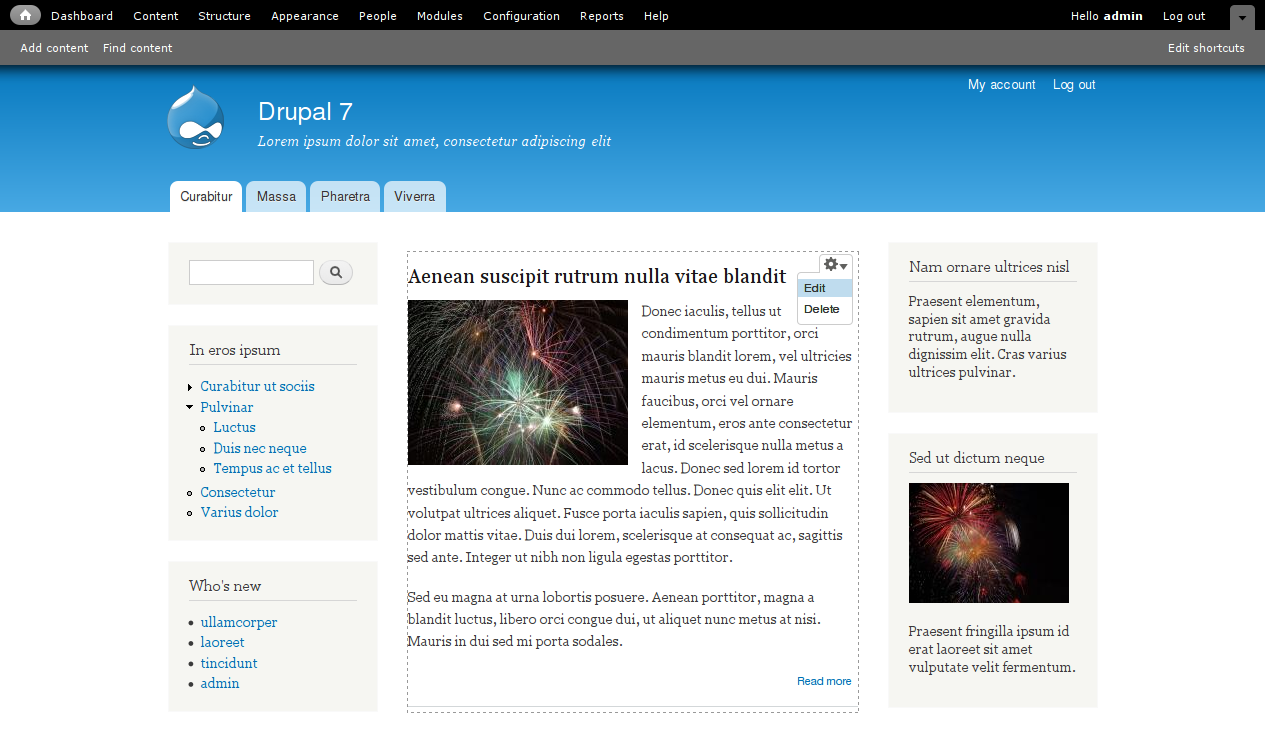 Dashboard Content Structure Appearance People Modules Configuration Reports Help Hello admin Log out
Add content Find content Edit shortcuts
My account Log out
Drupal 7
Lorem ipsum dolor sit amet, consectetur adipiscing elit
Curabitur Massa Pharetra Viverra
In eros ipsum
Curabitur ut sociis
Pulvinar
Luctus
Duis nec neque
Tempus ac et tellus
Consectetur
Varius dolor
Who's new
ullamcorper
laoreet
tincidunt
admin
Aenean suscipit rutrum nulla vitae blandit
Edit
Delete
Donec iaculis, tellus ut
condimentum porttitor, orci
mauris blandit lorem, vel ultricies
mauris metus eu dui. Mauris
faucibus, orci vel ornare
elementum, eros ante consectetur
erat, id scelerisque nulla metus a
lacus. Donec sed lorem id tortor
vestibulum congue. Nunc ac commodo tellus. Donec quis elit elit. Ut
volutpat ultrices aliquet. Fusce porta iaculis sapien, quis sollicitudin
dolor mattis vitae. Duis dui lorem, scelerisque at consequat ac, sagittis
sed ante. Integer ut nibh non ligula egestas porttitor.
Sed eu magna at urna lobortis posuere. Aenean porttitor, magna a
blandit luctus, libero orci congue dui, ut aliquet nunc metus at nisi.
Mauris in dui sed mi porta sodales.
Read more
Nam ornare ultrices nisl
Praesent elementum,
sapien sit amet gravida
rutrum, augue nulla
dignissim elit. Cras varius
ultrices pulvinar.
Sed ut dictum neque
Praesent fringilla ipsum id
erat laoreet sit amet
vulputate velit fermentum.